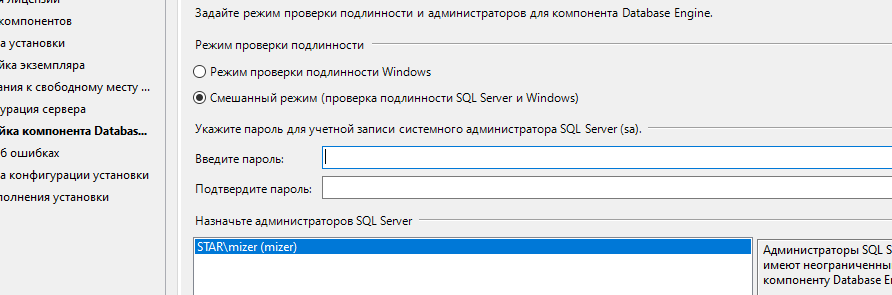 Задайте режим проверки подлинности и администраторов для компонента Database Engine.
компонентов
а установки
Режим проверки подлинности
йка экземпляра
Режим проверки подлинности Windows
ания к свободному месту ...
Смешанный режим (проверка подлинности SQL Server и Windows)
урация сервера
йка компонента Databas...
Укажите пароль для учетной записи системного администратора SQL Server (sa).
б ошибках
Введите пароль:
а конфигурации установки
Подтвердите пароль:
полнения установки
Назначьте администраторов SQL Server
STAR\mizer (mizer)
Администраторы SQL S
имеют неограниченны
компоненту Database E